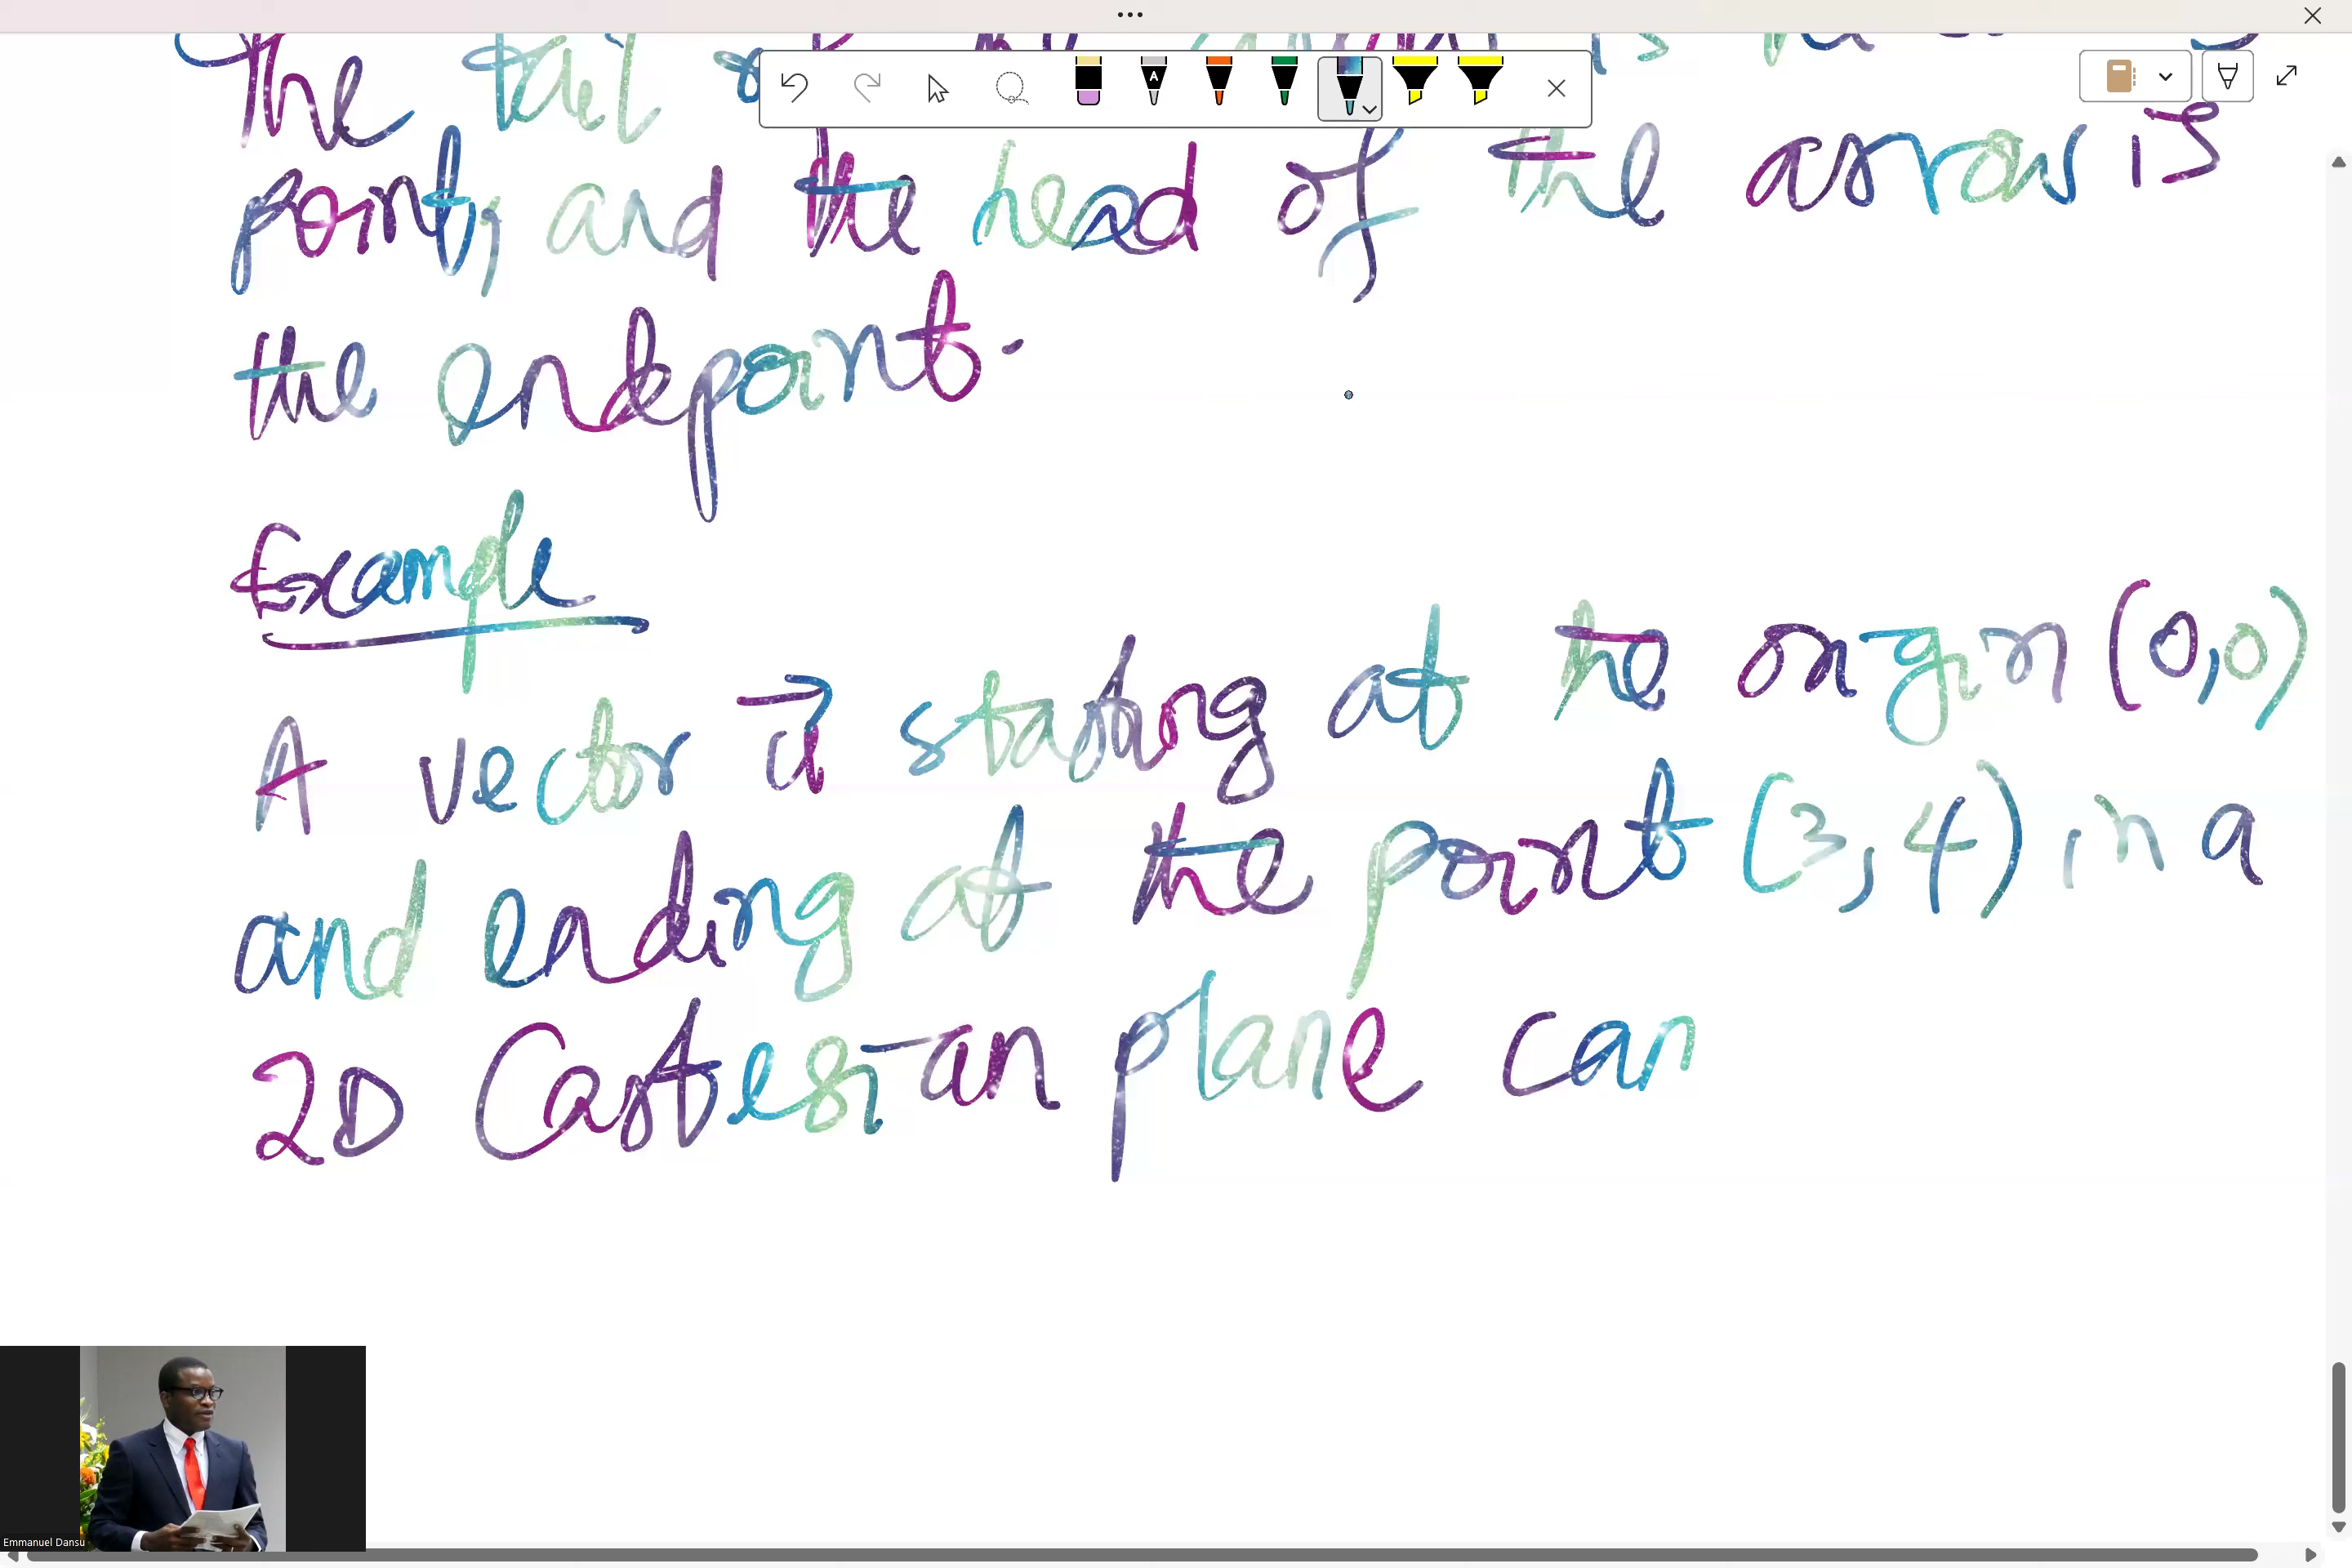 The tail
point, and the head of the arrow is
the endpoint.
Example
A vector a starting at the origin (0,0)
and ending at the point (3,4) in a
2D Cartesian plane can
Emmanuel Dansu